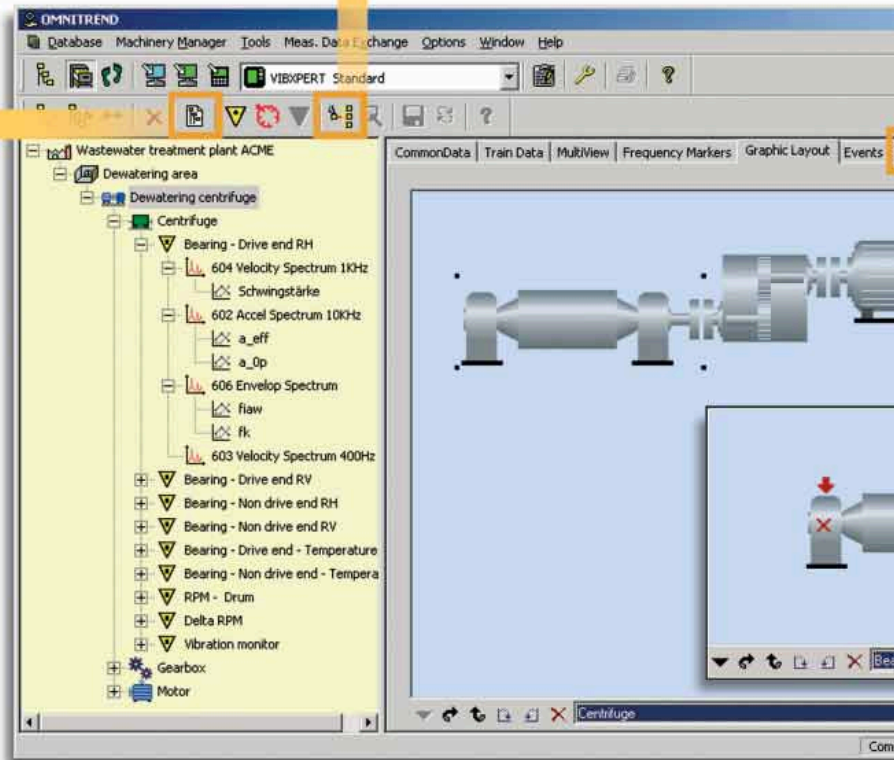 OMNITREND
Database Machinery Manager Tools Meas. Data Exchange Options Window Help
VIBXPERT Standard
Wastewater treatment plant ACME
Dewatering area
Dewatering centrifuge
Centrifuge
Bearing - Drive end RH
604 Velocity Spectrum 1KHz
Schwingstärke
602 Accel Spectrum 10KHz
a_eff
a_0p
606 Envelop Spectrum
fiaw
fk
603 Velocity Spectrum 400Hz
Bearing - Drive end RV
Bearing - Non drive end RH
Bearing - Non drive end RV
Bearing - Drive end - Temperature
Bearing - Non drive end - Tempera
RPM - Drum
Delta RPM
Vibration monitor
Gearbox
Motor
CommonData Train Data MultiView Frequency Markers Graphic Layout Events
Bea
Centrifuge
Com